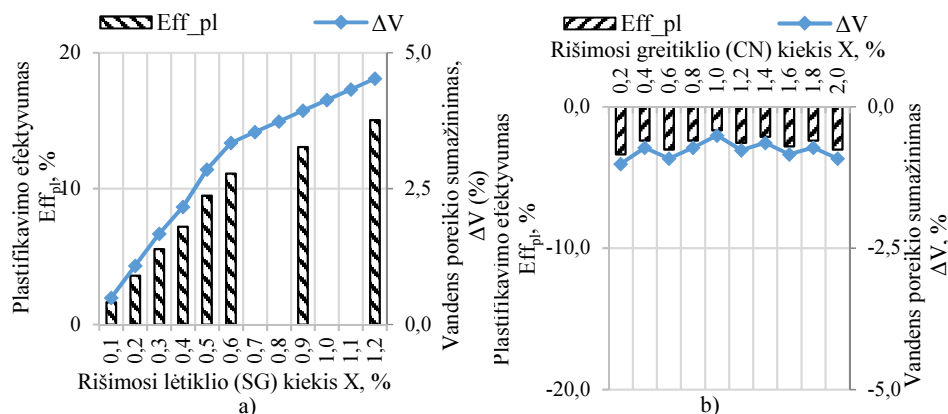 Eff_pl ΔV
20
10
0
5,0
2,5
0,0
Plastifikavimo efektyvumas
Eff_pl, %
Vandens poreikio sumažinimas,
ΔV (%)
0,1 0,2 0,3 0,4 0,5 0,6 0,7 0,8 0,9 1,0 1,1 1,2
Rišimosi lėtiklio (SG) kiekis X, %
a)
Eff_pl ΔV
Rišimosi greitiklio (CN) kiekis X, %
0,2 0,4 0,6 0,8 1,0 1,2 1,4 1,6 1,8 2,0
0,0
-10,0
-20,0
0,0
-2,5
-5,0
Plastifikavimo efektyvumas
Eff_pl, %
Vandens poreikio sumažinimas
ΔV, %
b)